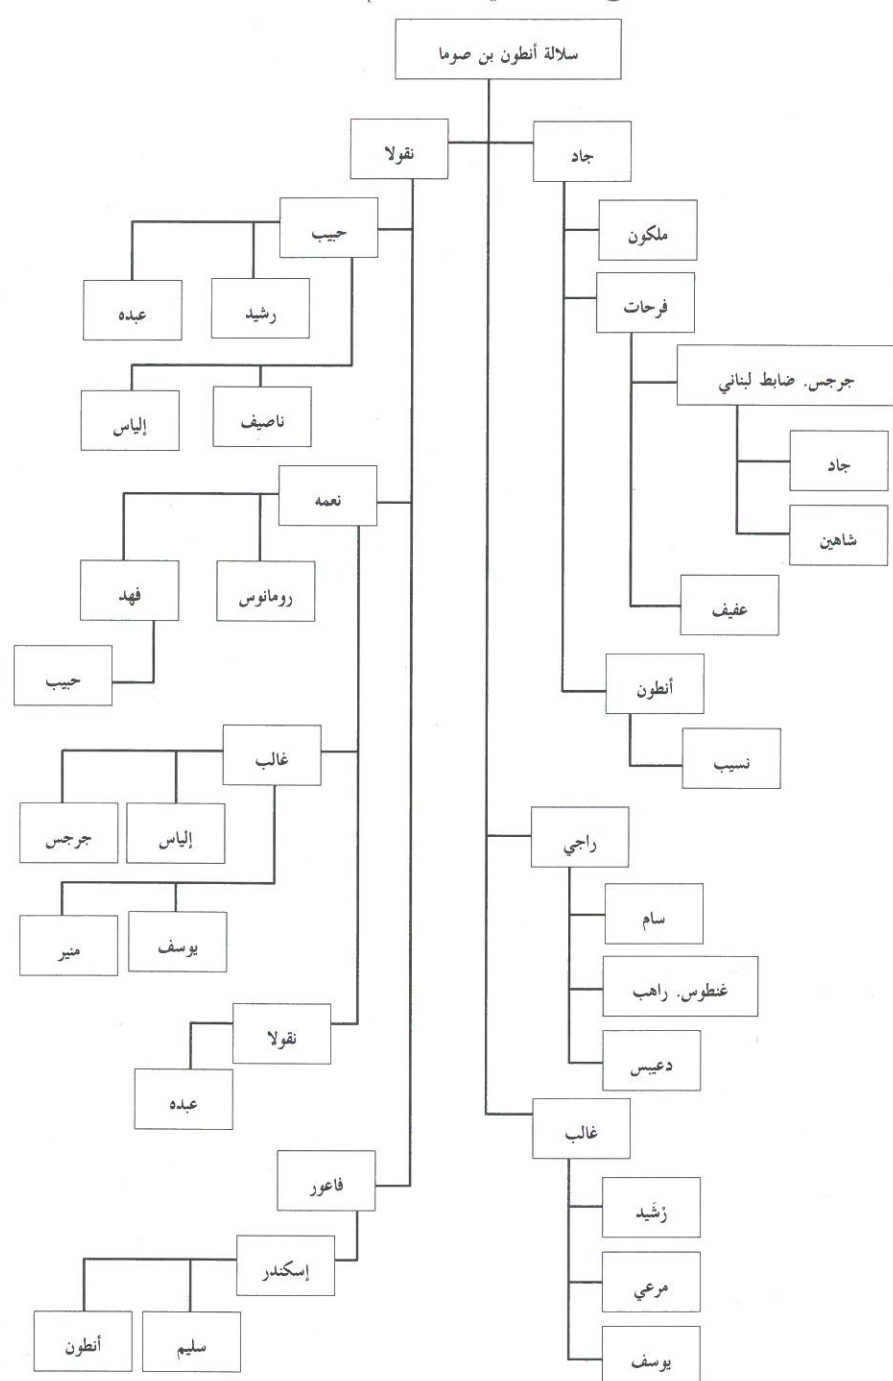 سلالة أنطون بن صوما
جاد
نقولا
ملكون
فرحات
جرجس. ضابط لبناني
جاد
شاهين
عفيف
أنطون
نسيب
راجي
سام
غنطوس. راهب
دعيبس
غالب
رُشَيد
مرعي
يوسف
حبيب
رشيد
عبده
ناصيف
إلياس
نعمه
رومانوس
فهد
حبيب
غالب
إلياس
جرجس
يوسف
منير
نقولا
عبده
فاعور
إسكندر
سليم
أنطون